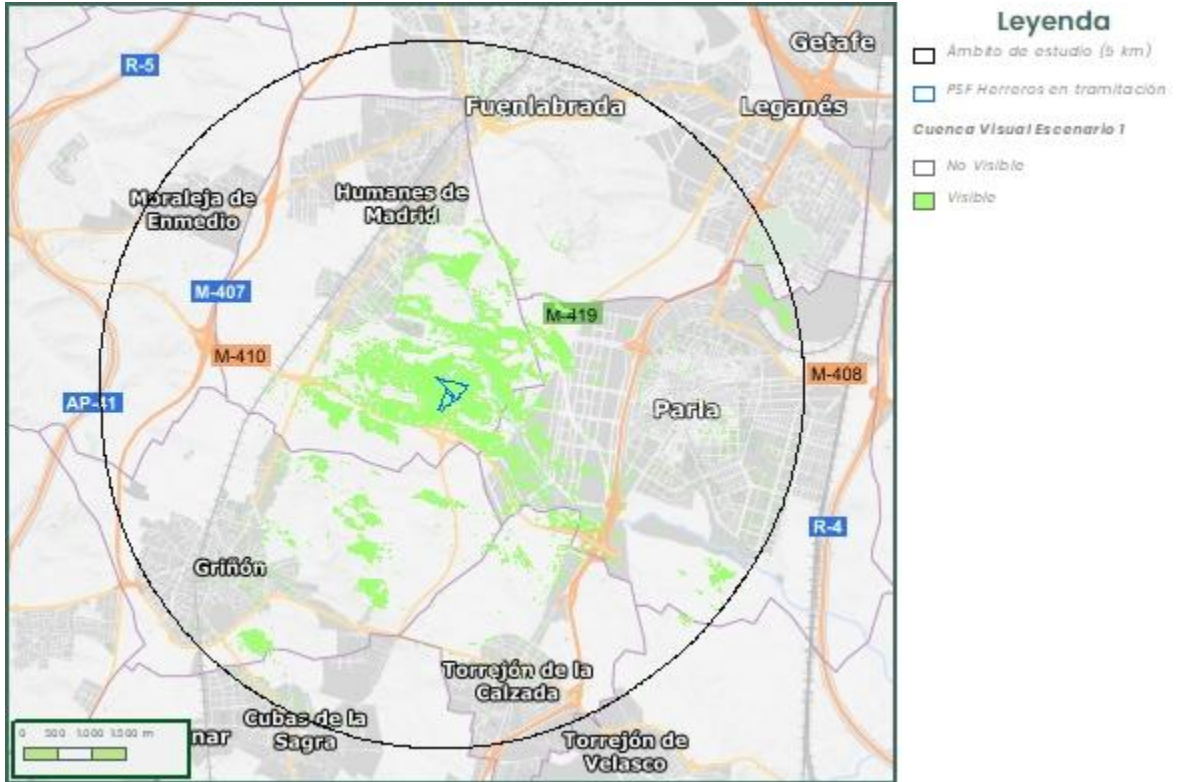 Leyenda
Ámbito de estudio (5 km)
PSF Herreros en tramitación
Cuenca Visual Escenario 1
No Visible
Visible
Getafe
R-5
Fuenlabrada
Leganés
Moraleja de
Enmedio
Humanes de
Madrid
M-407
M-419
M-410
M-408
AP-41
Parla
R-4
Griñón
Torrejón de la
Calzada
Cubas de la
Sagra
nar
Torrejón de
Velasco
0 500 1.000 1.500 m